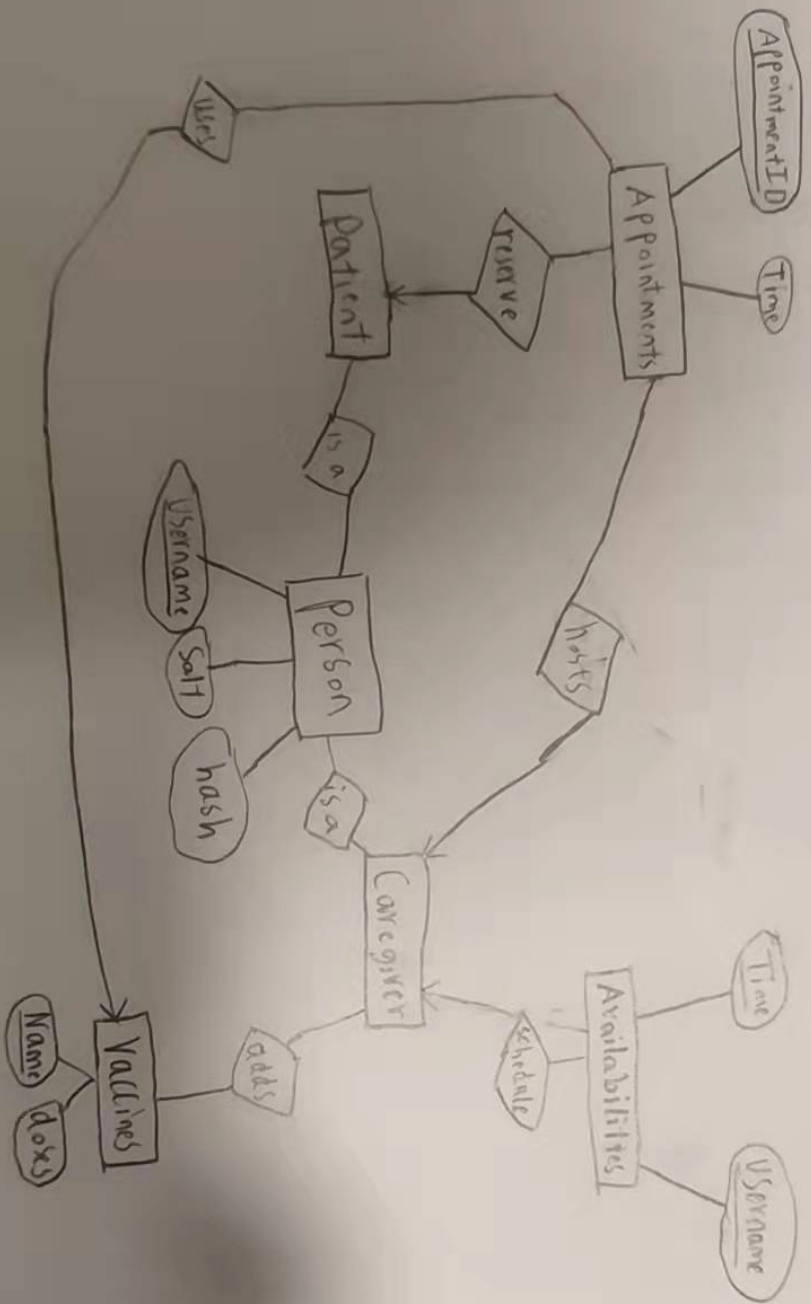 AppointmentID
Time
Time
Username
Appointments
Availabilities
reserve
hosts
schedule
uses
Patient
is a
Person
is a
Caregiver
Username
Salt
hash
adds
Vaccines
Name
doses